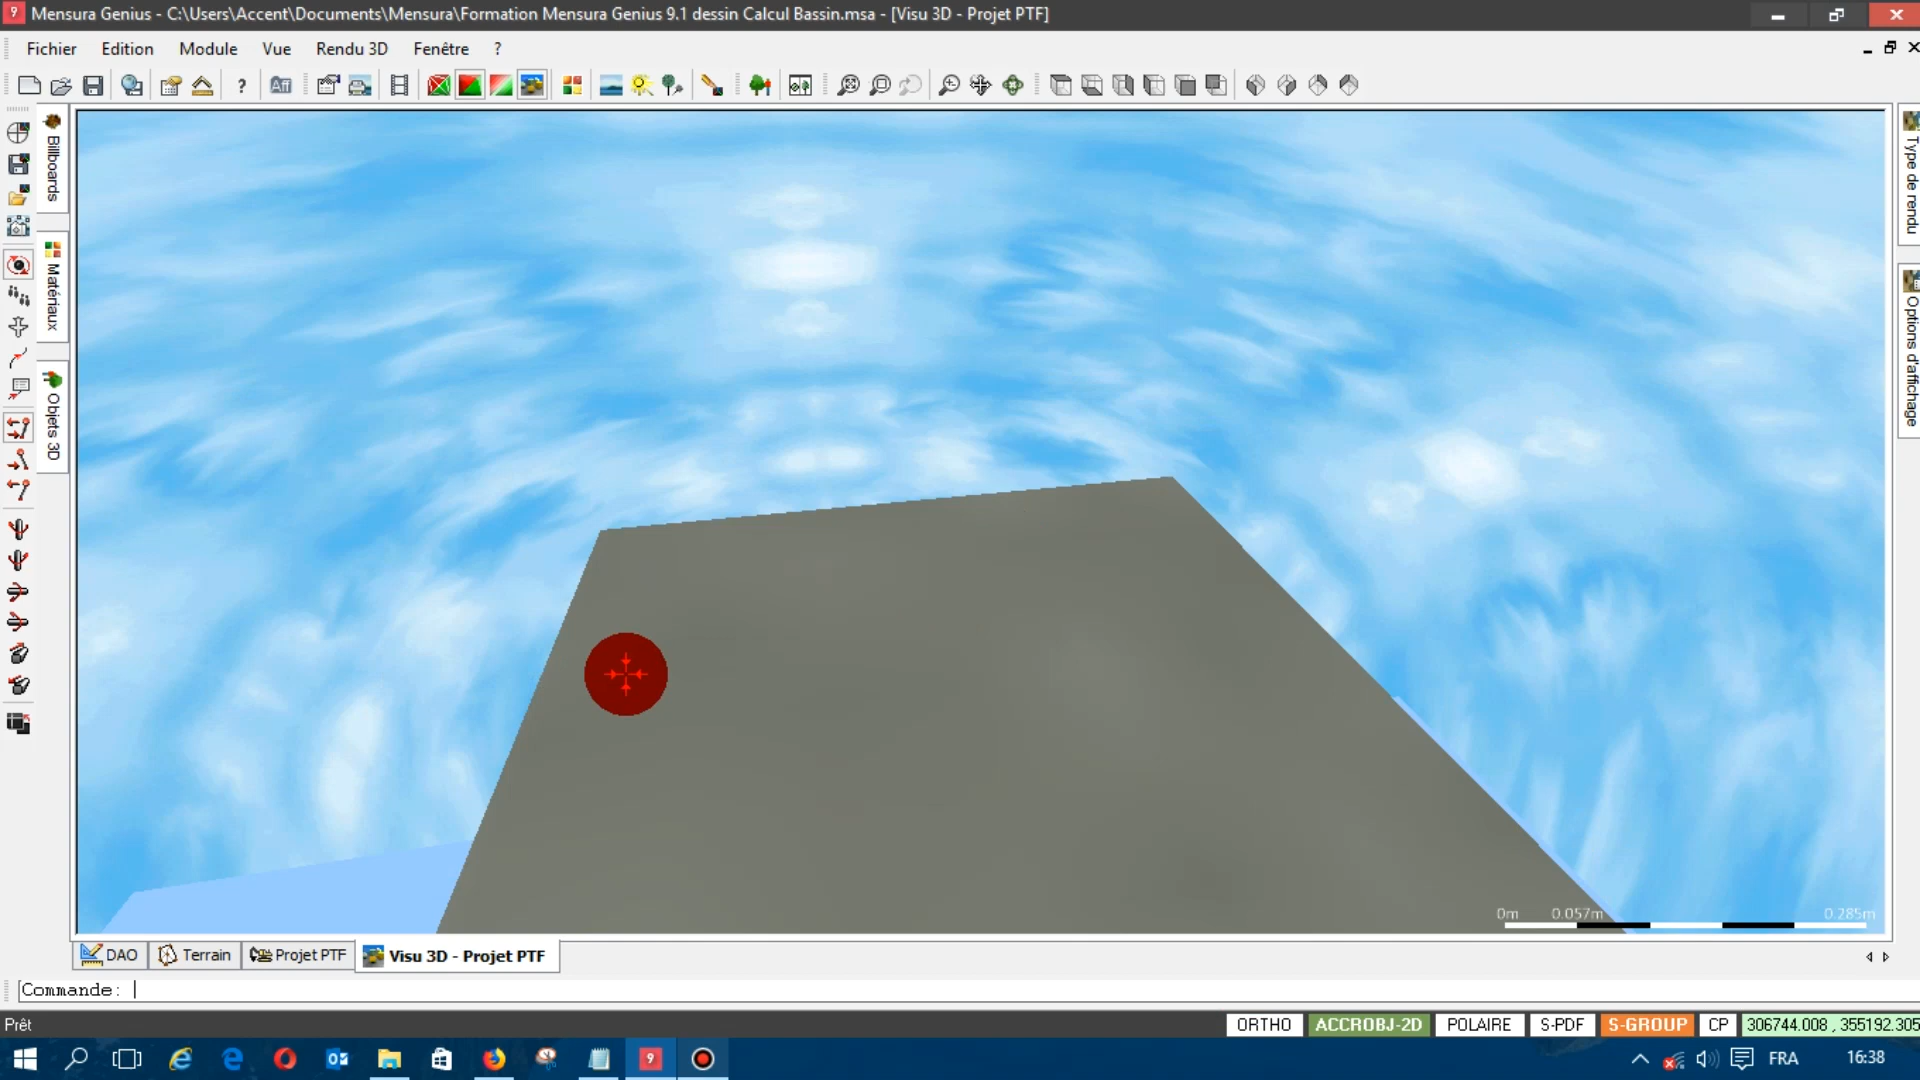 9 Mensura Genius - C:\Users\Accent\Documents\Mensura\Formation Mensura Genius 9.1 dessin Calcul Bassin.msa - [Visu 3D - Projet PTF]
Fichier Edition Module Vue Rendu 3D Fenêtre ?
Billboards
Matériaux
Objets 3D
Type de rendu
Options d'affichage
0m 0.057m 0.285m
DAO Terrain Projet PTF Visu 3D - Projet PTF
Commande:
Prêt ORTHO ACCROBJ-2D POLAIRE S-PDF S-GROUP CP 306744.008 , 355192.305
9 FRA 16:38